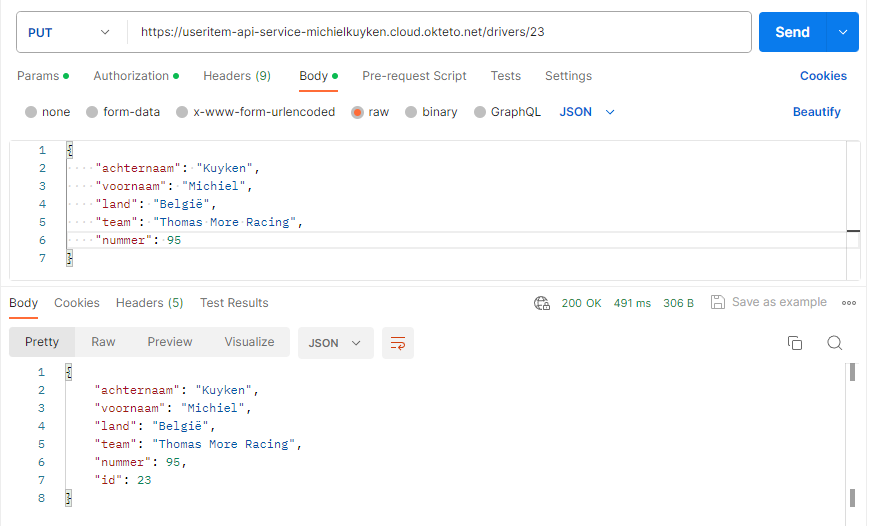 PUT https://useritem-api-service-michielkuyken.cloud.okteto.net/drivers/23 Send
Params Authorization Headers (9) Body Pre-request Script Tests Settings Cookies
none form-data x-www-form-urlencoded raw binary GraphQL JSON Beautify
1 {
2 "achternaam": "Kuyken",
3 "voornaam": "Michiel",
4 "land": "België",
5 "team": "Thomas More Racing",
6 "nummer": 95
7 }
Body Cookies Headers (5) Test Results 200 OK 491 ms 306 B Save as example
Pretty Raw Preview Visualize JSON
1 {
2 "achternaam": "Kuyken",
3 "voornaam": "Michiel",
4 "land": "België",
5 "team": "Thomas More Racing",
6 "nummer": 95,
7 "id": 23
8 }